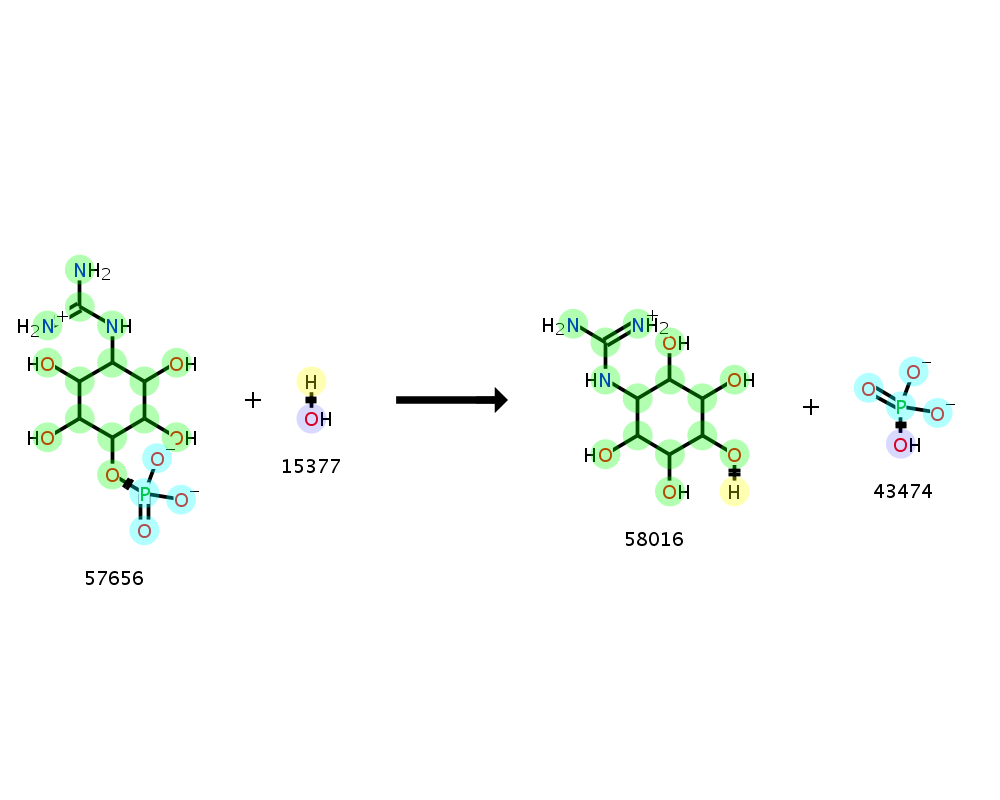 NH2
H2N+
NH
HO
OH
HO
OH
O
O−
P
O−
O
57656
+
H
OH
15377
H2N
NH2+
OH
HN
OH
HO
O
OH
H
58016
+
O−
O
P
O−
OH
43474